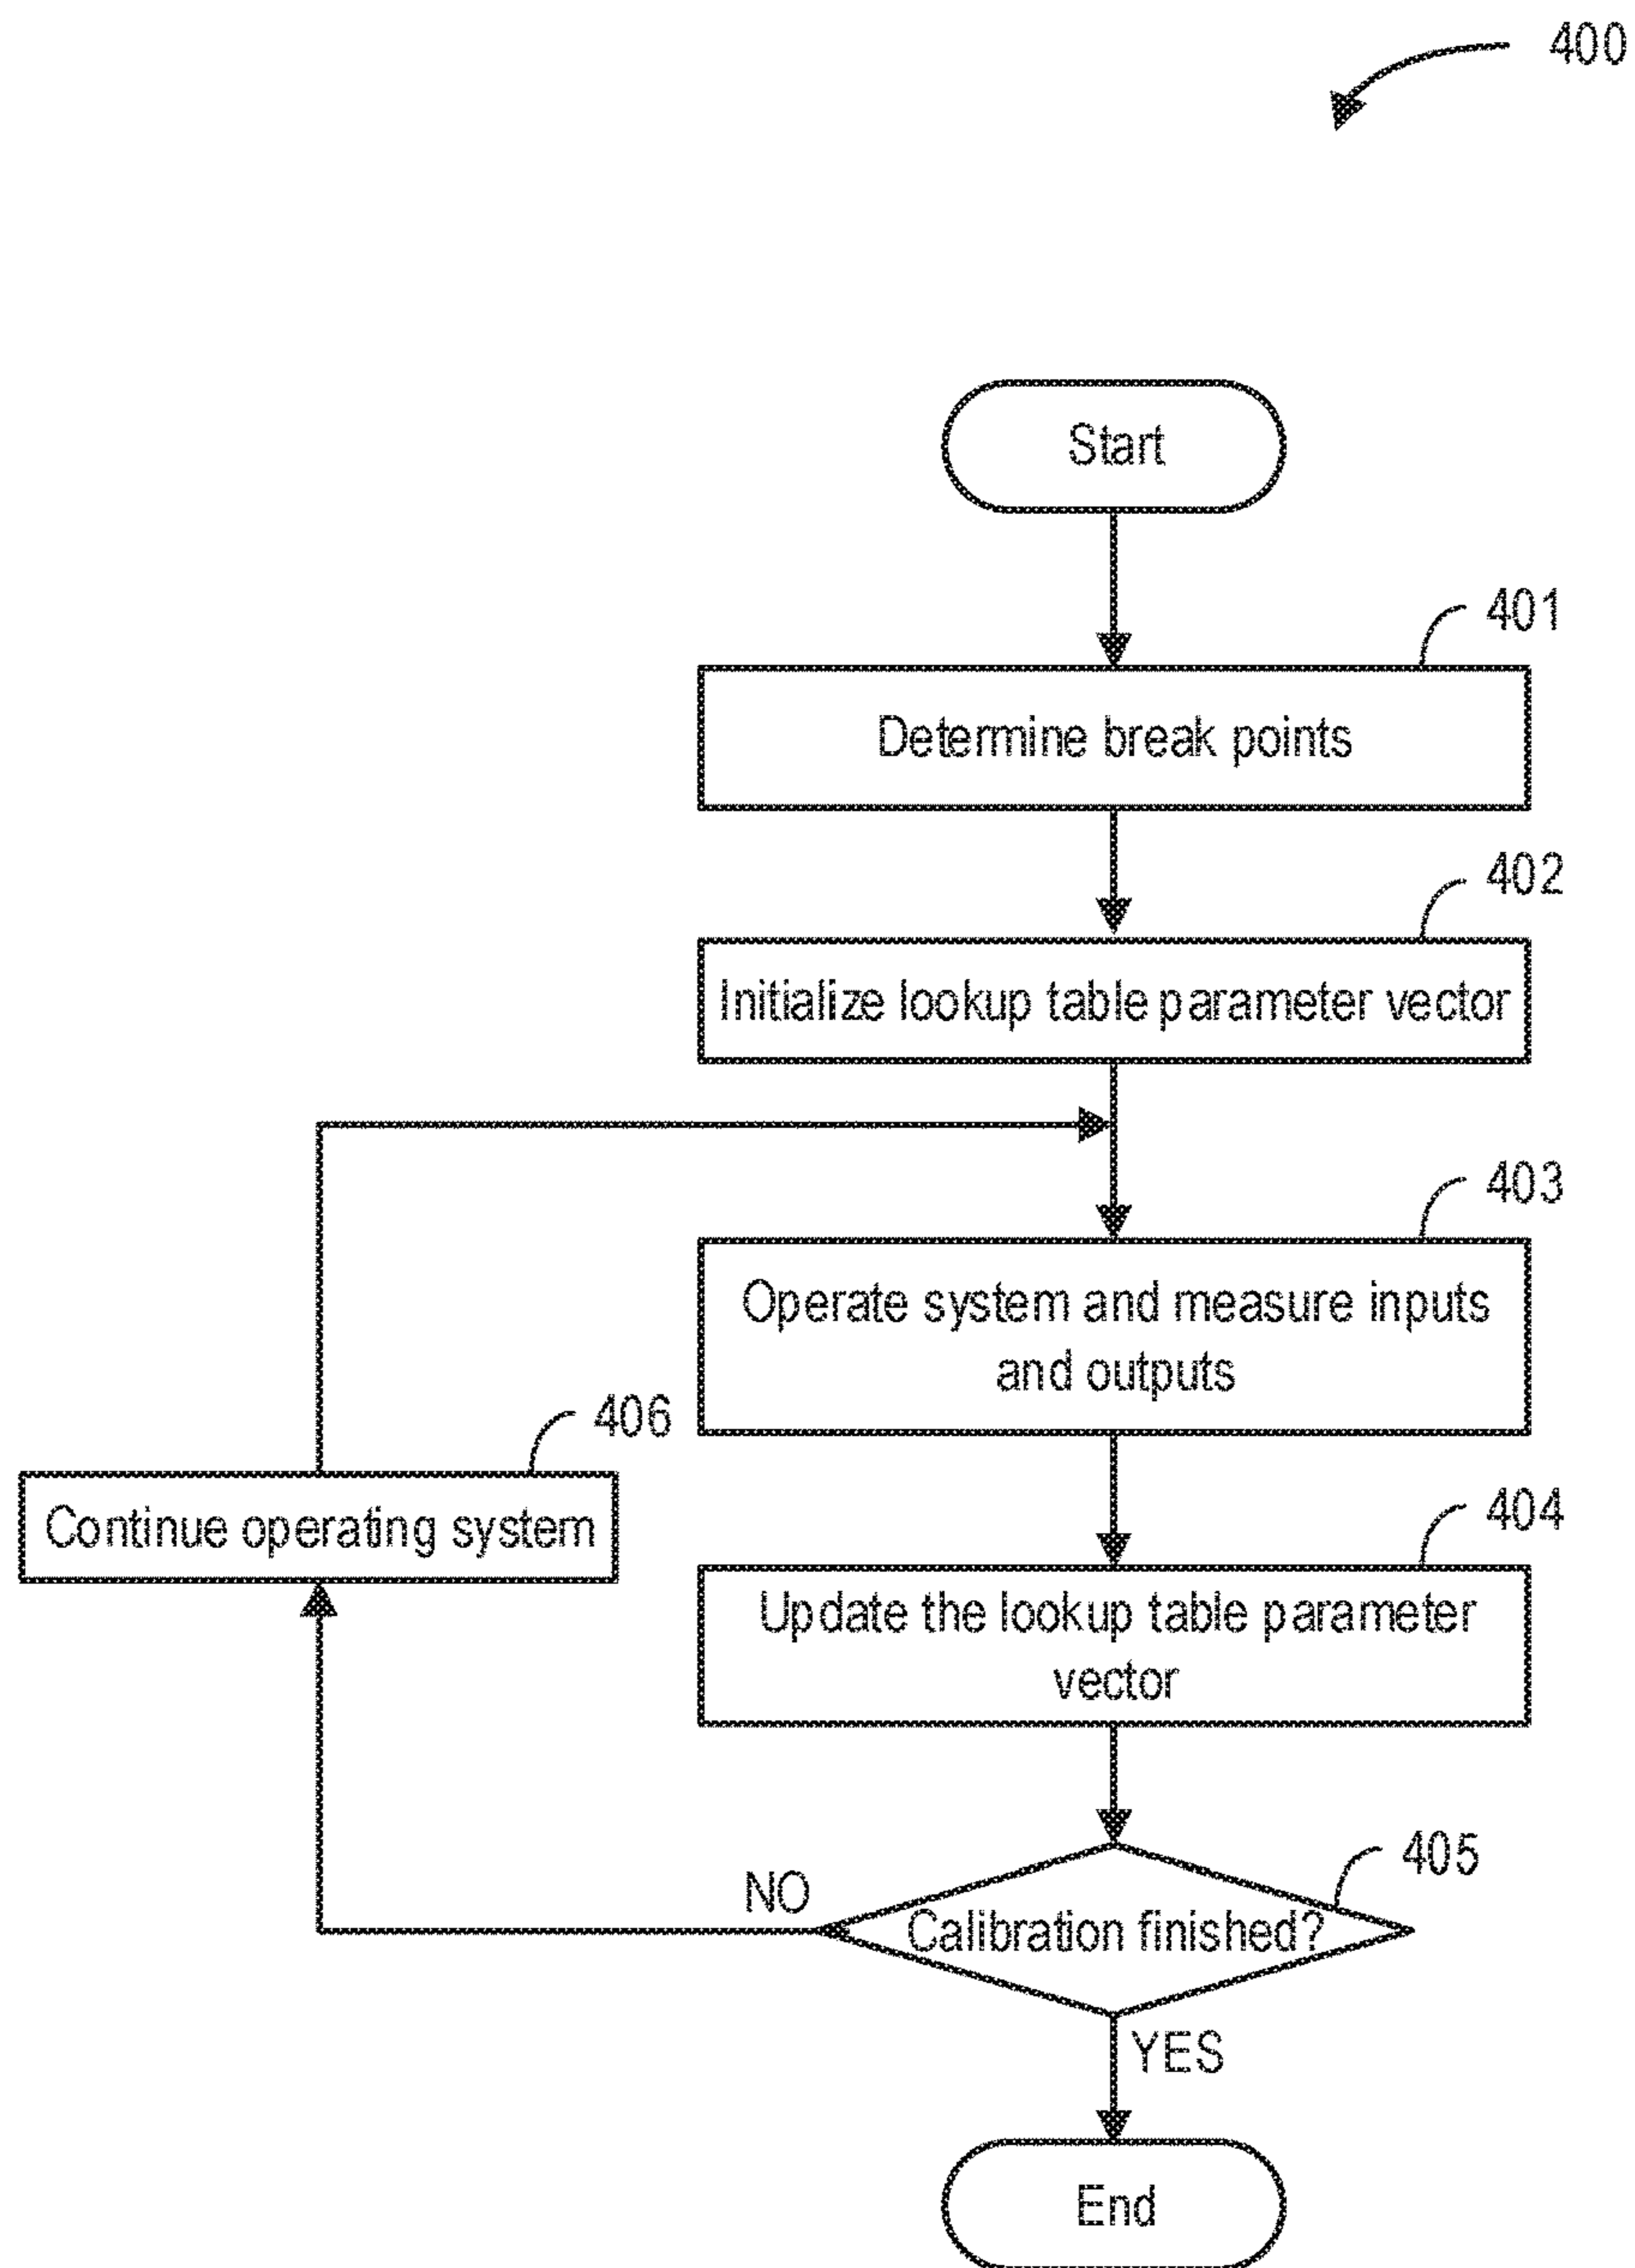 400
Start
401
Determine break points
402
Initialize lookup table parameter vector
403
Operate system and measure inputs
and outputs
406
Continue operating system
404
Update the lookup table parameter
vector
405
NO
Calibration finished?
YES
End